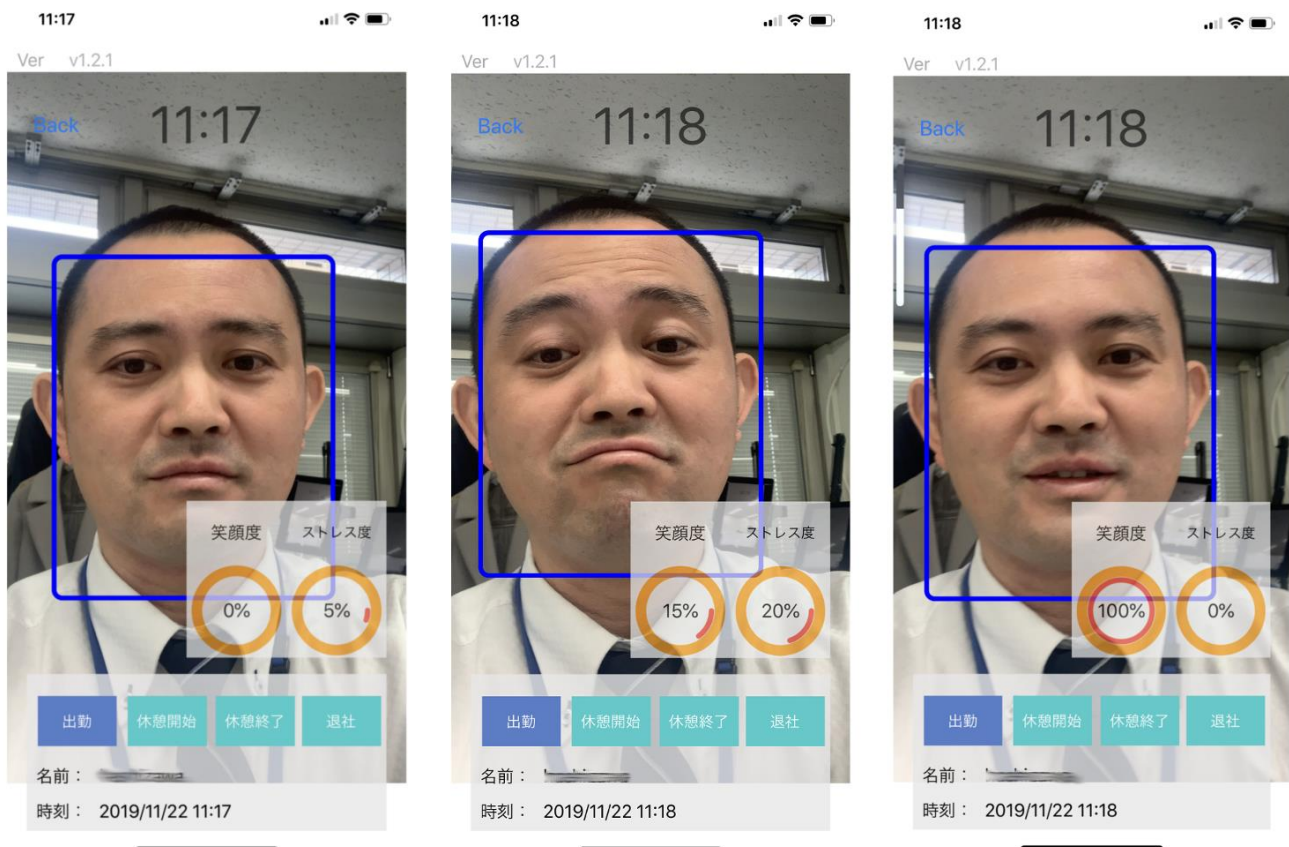 11:17
Ver v1.2.1
Back
11:17
笑顔度 ストレス度
0% 5%
出勤 休憩開始 休憩終了 退社
名前：
時刻： 2019/11/22 11:17
11:18
Ver v1.2.1
Back
11:18
笑顔度 ストレス度
15% 20%
出勤 休憩開始 休憩終了 退社
名前：
時刻： 2019/11/22 11:18
11:18
Ver v1.2.1
Back
11:18
笑顔度 ストレス度
100% 0%
出勤 休憩開始 休憩終了 退社
名前：
時刻： 2019/11/22 11:18